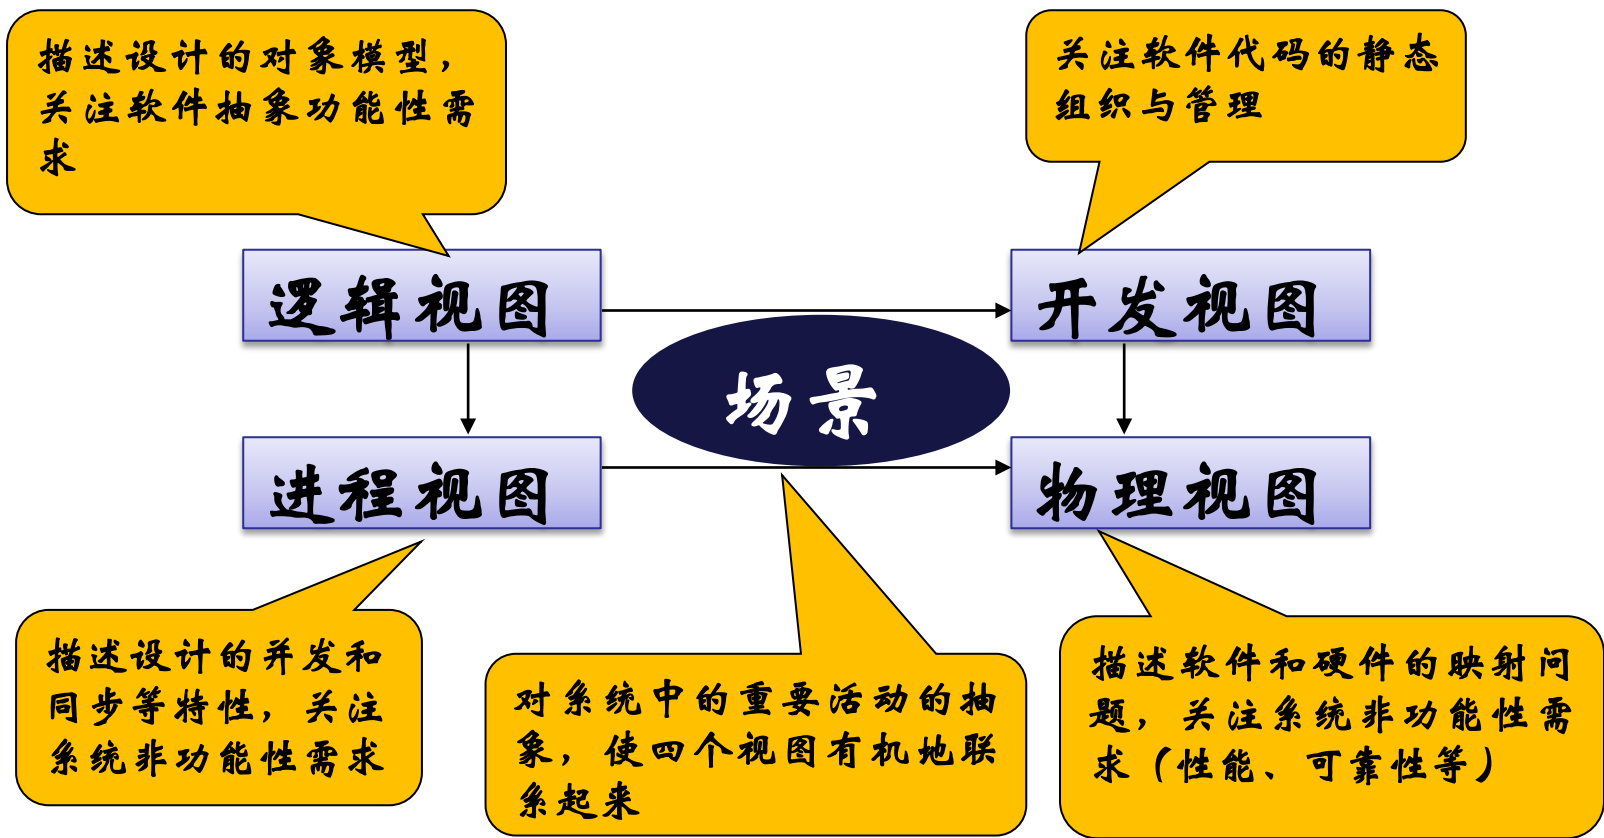 描述设计的对象模型，
关注软件抽象功能性需
求
关注软件代码的静态
组织与管理
逻辑视图
开发视图
场景
进程视图
物理视图
描述设计的并发和
同步等特性，关注
系统非功能性需求
对系统中的重要活动的抽
象，使四个视图有机地联
系起来
描述软件和硬件的映射问
题，关注系统非功能性需
求（性能、可靠性等）